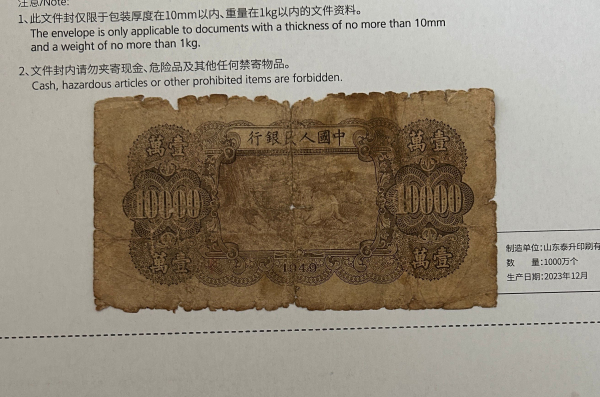 注意/Note:
1、此文件封仅限于包装厚度在10mm以内、重量在1kg以内的文件资料。
The envelope is only applicable to documents with a thickness of no more than 10mm
and a weight of no more than 1kg.
2、文件封内请勿夹寄现金、危险品及其他任何禁寄物品。
Cash, hazardous articles or other prohibited items are forbidden.
行銀民人國中
萬壹
萬壹
10000
10000
萬壹
萬壹
1949
制造单位:山东泰升印刷有
数 量:1000万个
生产日期:2023年12月